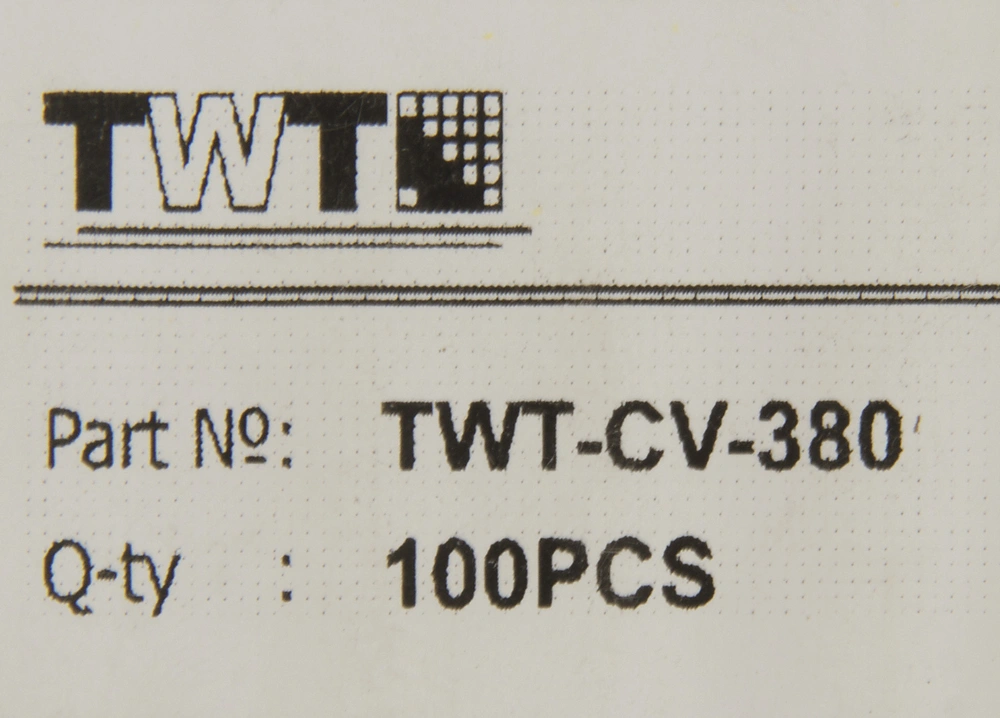 TWT
Part Nº: TWT-CV-380
Q-ty : 100PCS